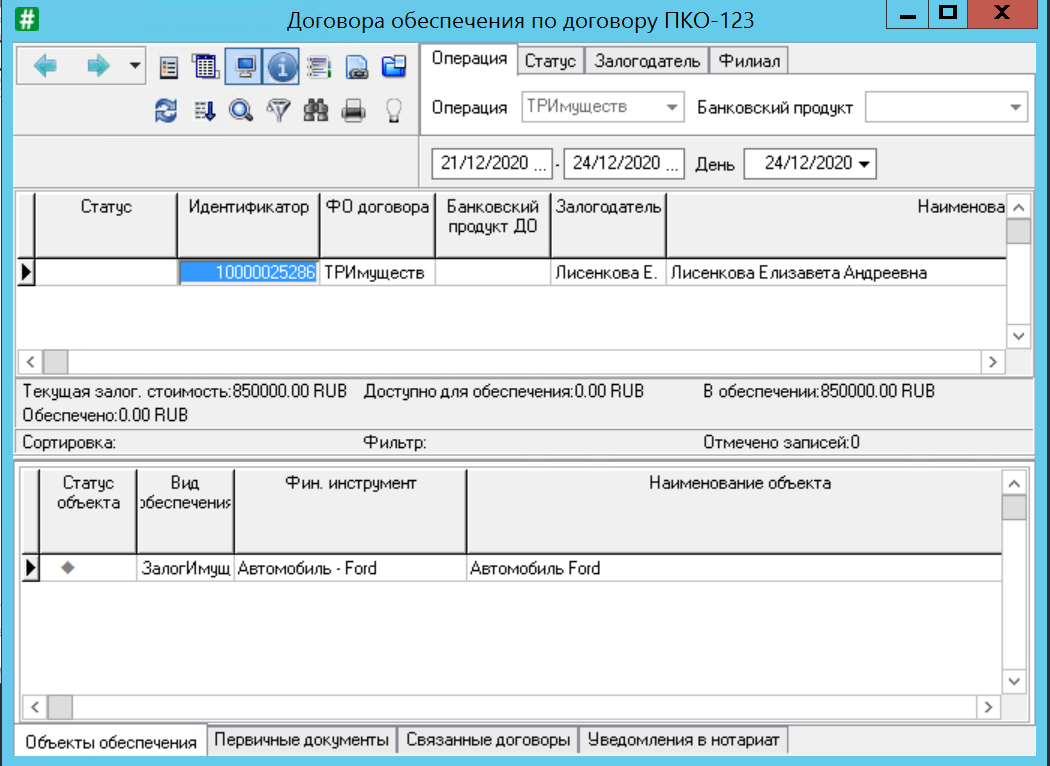 Договора обеспечения по договору ПКО-123
Операция Статус Залогодатель Филиал
Операция ТРИмуществ Банковский продукт
21/12/2020 ... - 24/12/2020 ... День 24/12/2020
Статус Идентификатор ФО договора Банковский продукт ДО Залогодатель Наименова
10000025286 ТРИмуществ Лисенкова Е. Лисенкова Елизавета Андреевна
Текущая залог. стоимость:850000.00 RUB Доступно для обеспечения:0.00 RUB В обеспечении:850000.00 RUB
Обеспечено:0.00 RUB
Сортировка: Фильтр: Отмечено записей:0
Статус объекта Вид обеспечения Фин. инструмент Наименование объекта
ЗалогИмущ Автомобиль - Ford Автомобиль Ford
Объекты обеспечения Первичные документы Связанные договоры Уведомления в нотариат